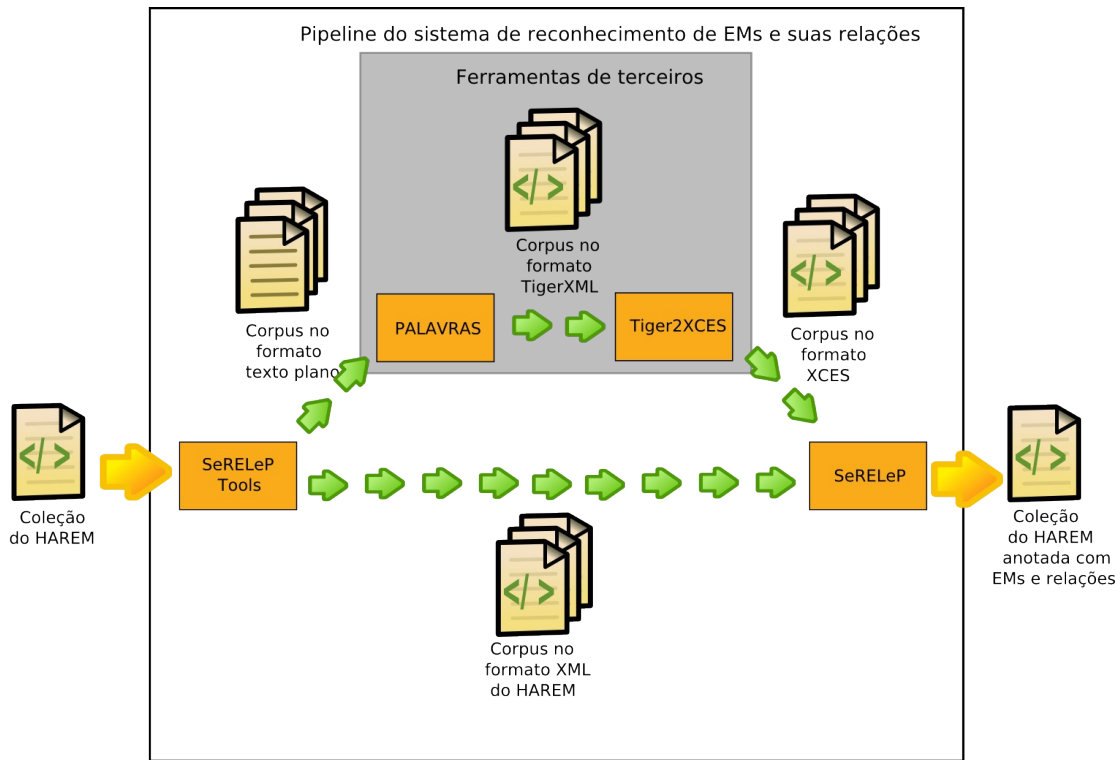 Pipeline do sistema de reconhecimento de EMs e suas relações
Ferramentas de terceiros
</>
Corpus no
formato
TigerXML
PALAVRAS
Tiger2XCES
Corpus no
formato
texto plano
</>
Corpus no
formato
XCES
</>
Coleção
do HAREM
SeRELeP
Tools
SeRELeP
</>
Coleção
do HAREM
anotada com
EMs e relações
</>
Corpus no
formato XML
do HAREM